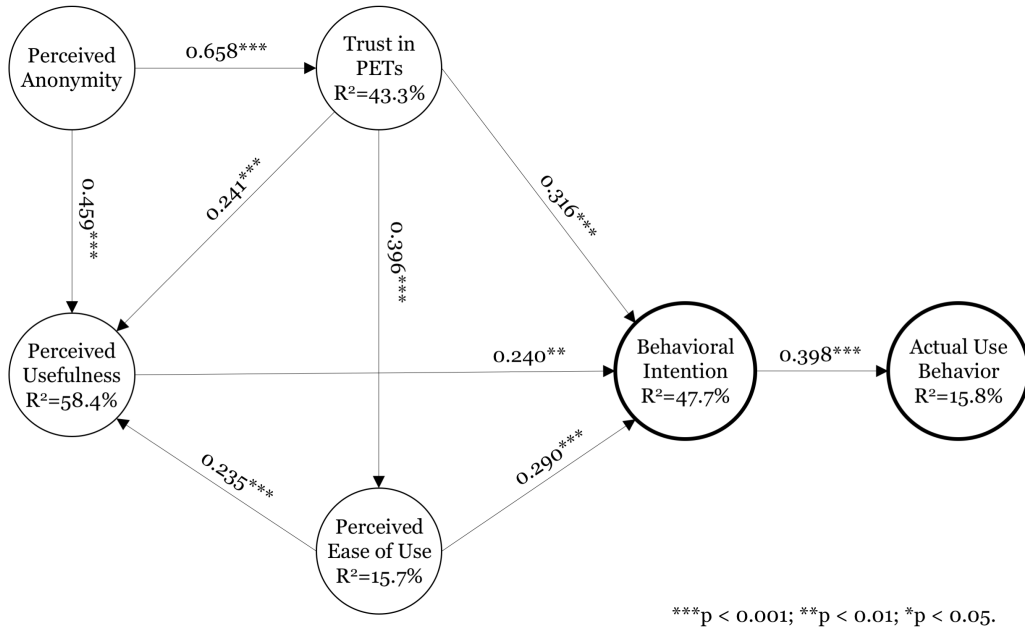 Perceived
Anonymity
0.658***
Trust in
PETs
R²=43.3%
0.459***
0.241***
0.396***
0.316***
Perceived
Usefulness
R²=58.4%
0.240**
Behavioral
Intention
R²=47.7%
0.398***
Actual Use
Behavior
R²=15.8%
0.235***
0.290***
Perceived
Ease of Use
R²=15.7%
***p < 0.001; **p < 0.01; *p < 0.05.